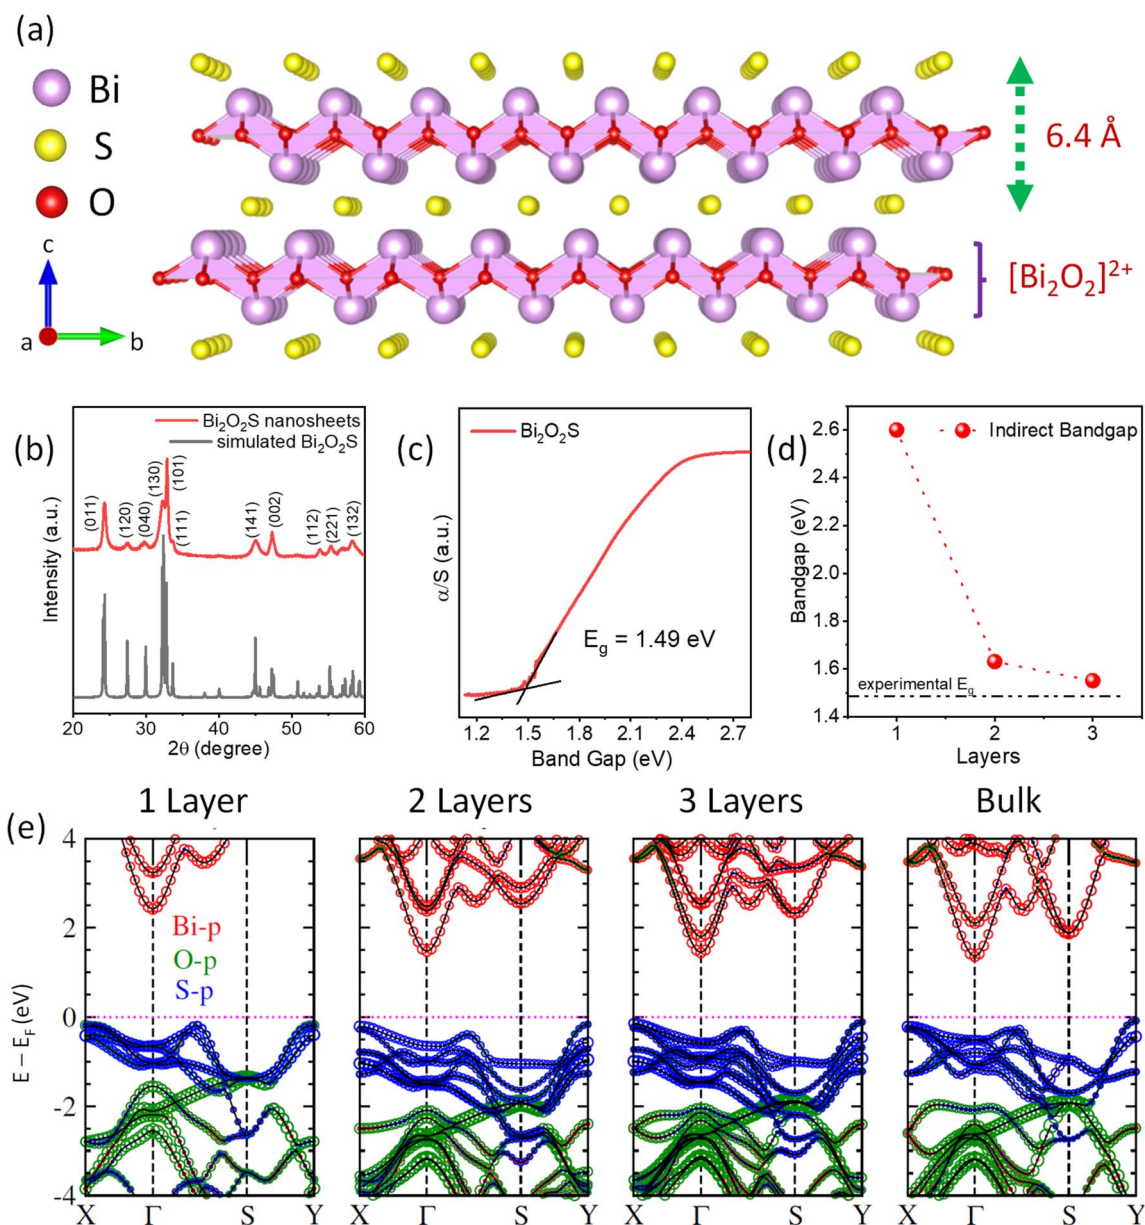 (a)
Bi
S
O
c
a
b
6.4 Å
[Bi₂O₂]²⁺
(b)
Bi₂O₂S nanosheets
simulated Bi₂O₂S
(011)
(120)
(040)
(130)
(101)
(111)
(141)
(002)
(112)
(221)
(132)
Intensity (a.u.)
20 30 40 50 60
2θ (degree)
(c)
Bi₂O₂S
α/S (a.u.)
E_g = 1.49 eV
1.2 1.5 1.8 2.1 2.4 2.7
Band Gap (eV)
(d)
Indirect Bandgap
2.6
2.4
2.2
2.0
1.8
1.6
1.4
Bandgap (eV)
experimental E_g
1 2 3
Layers
1 Layer 2 Layers 3 Layers Bulk
(e)
4
2
0
-2
-4
E − E_F (eV)
Bi-p
O-p
S-p
X Γ S Y X Γ S Y X Γ S Y X Γ S Y